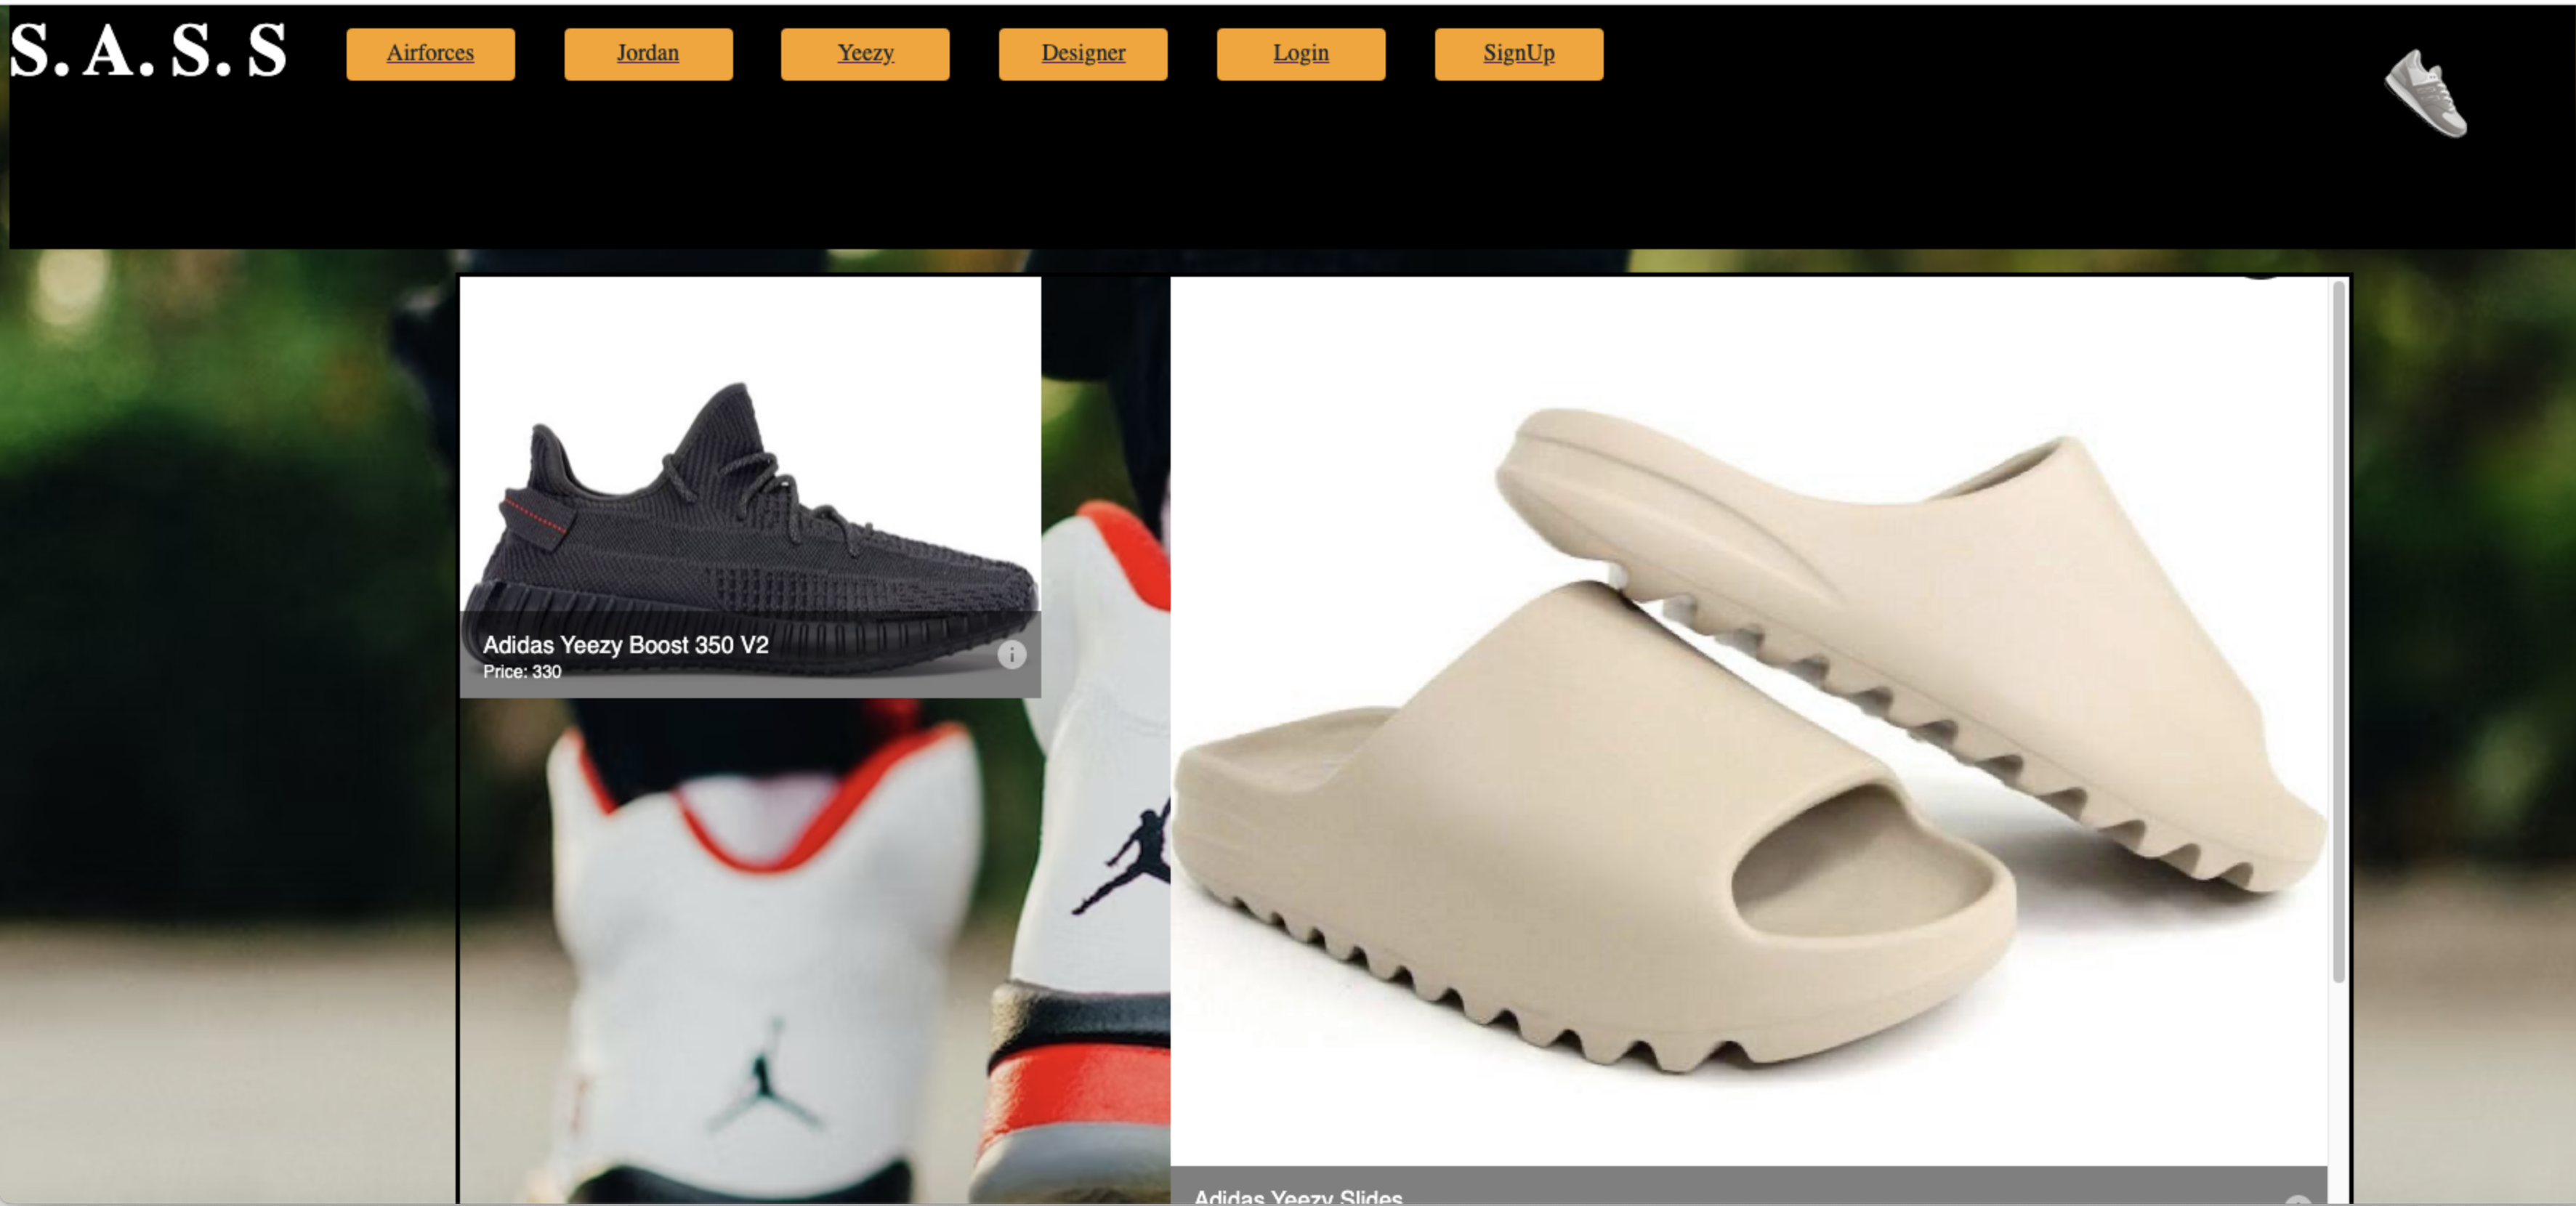 S. A. S. S
Airforces
Jordan
Yeezy
Designer
Login
SignUp
Adidas Yeezy Boost 350 V2
Price: 330
Adidas Yeezy Slides